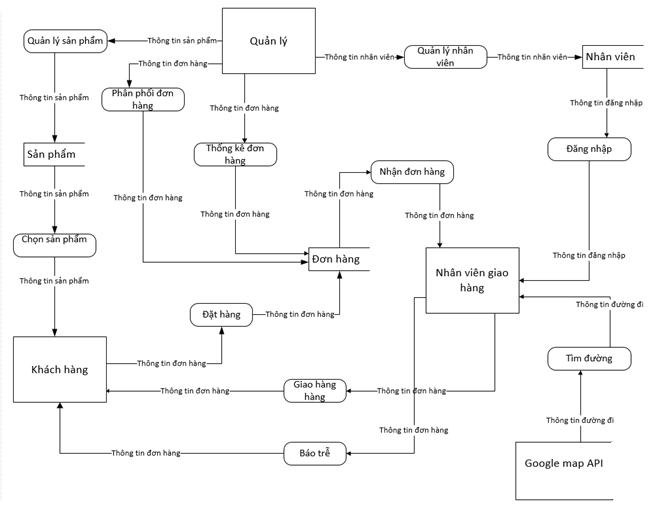 Quản lý sản phẩm
Thông tin sản phẩm
Quản lý
Thông tin nhân viên
Quản lý nhân
viên
Thông tin nhân viên
Nhân viên
Thông tin đơn hàng
Thông tin sản phẩm
Phân phối đơn
hàng
Thông tin đơn hàng
Thông tin đăng nhập
Sản phẩm
Thống kê đơn
hàng
Đăng nhập
Thông tin sản phẩm
Thông tin đơn hàng
Thông tin đơn hàng
Thông tin đơn hàng
Nhận đơn hàng
Thông tin đơn hàng
Chọn sản phẩm
Đơn hàng
Thông tin đăng nhập
Thông tin sản phẩm
Nhân viên giao
hàng
Đặt hàng
Thông tin đơn hàng
Thông tin đường đi
Khách hàng
Thông tin đơn hàng
Tìm đường
Thông tin đơn hàng
Giao hàng
hàng
Thông tin đơn hàng
Thông tin đường đi
Thông tin đơn hàng
Thông tin đơn hàng
Báo trễ
Google map API